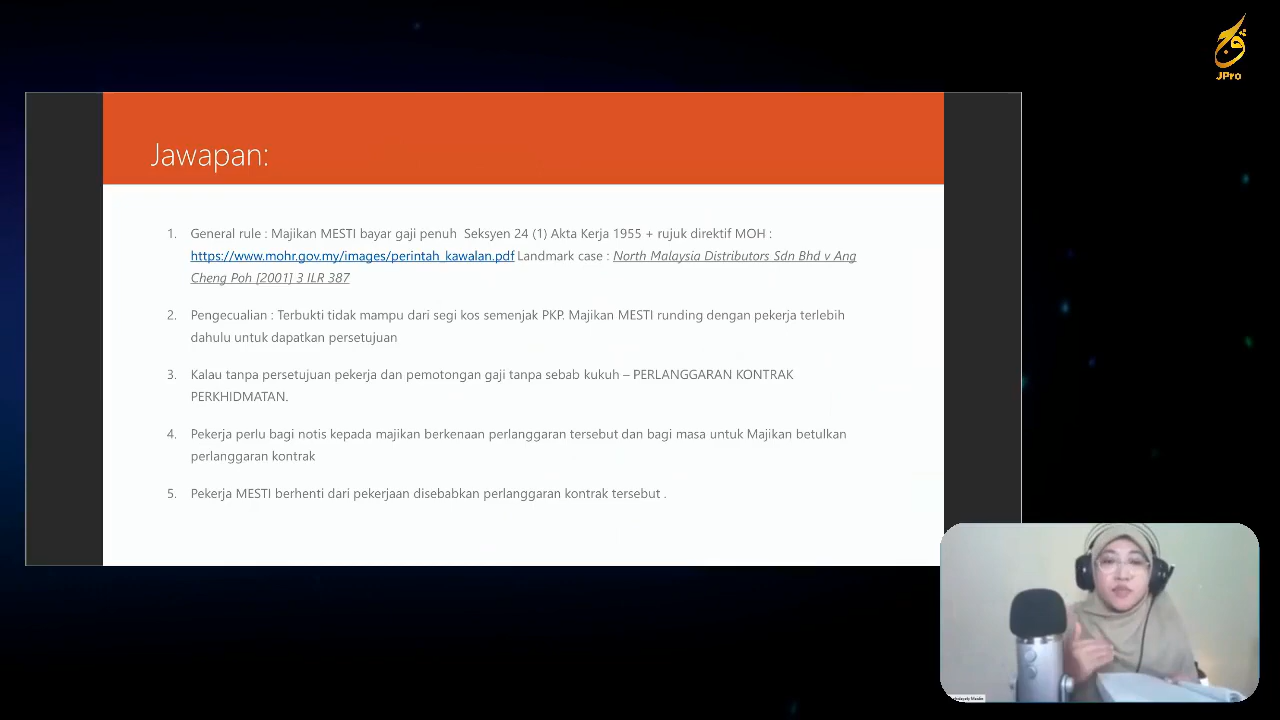 JPro
Jawapan:
1. General rule : Majikan MESTI bayar gaji penuh Seksyen 24 (1) Akta Kerja 1955 + rujuk direktif MOH :
https://www.mohr.gov.my/images/perintah_kawalan.pdf Landmark case : North Malaysia Distributors Sdn Bhd v Ang
Cheng Poh [2001] 3 ILR 387
2. Pengecualian : Terbukti tidak mampu dari segi kos semenjak PKP. Majikan MESTI runding dengan pekerja terlebih
dahulu untuk dapatkan persetujuan
3. Kalau tanpa persetujuan pekerja dan pemotongan gaji tanpa sebab kukuh – PERLANGGARAN KONTRAK
PERKHIDMATAN.
4. Pekerja perlu bagi notis kepada majikan berkenaan perlanggaran tersebut dan bagi masa untuk Majikan betulkan
perlanggaran kontrak
5. Pekerja MESTI berhenti dari pekerjaan disebabkan perlanggaran kontrak tersebut .